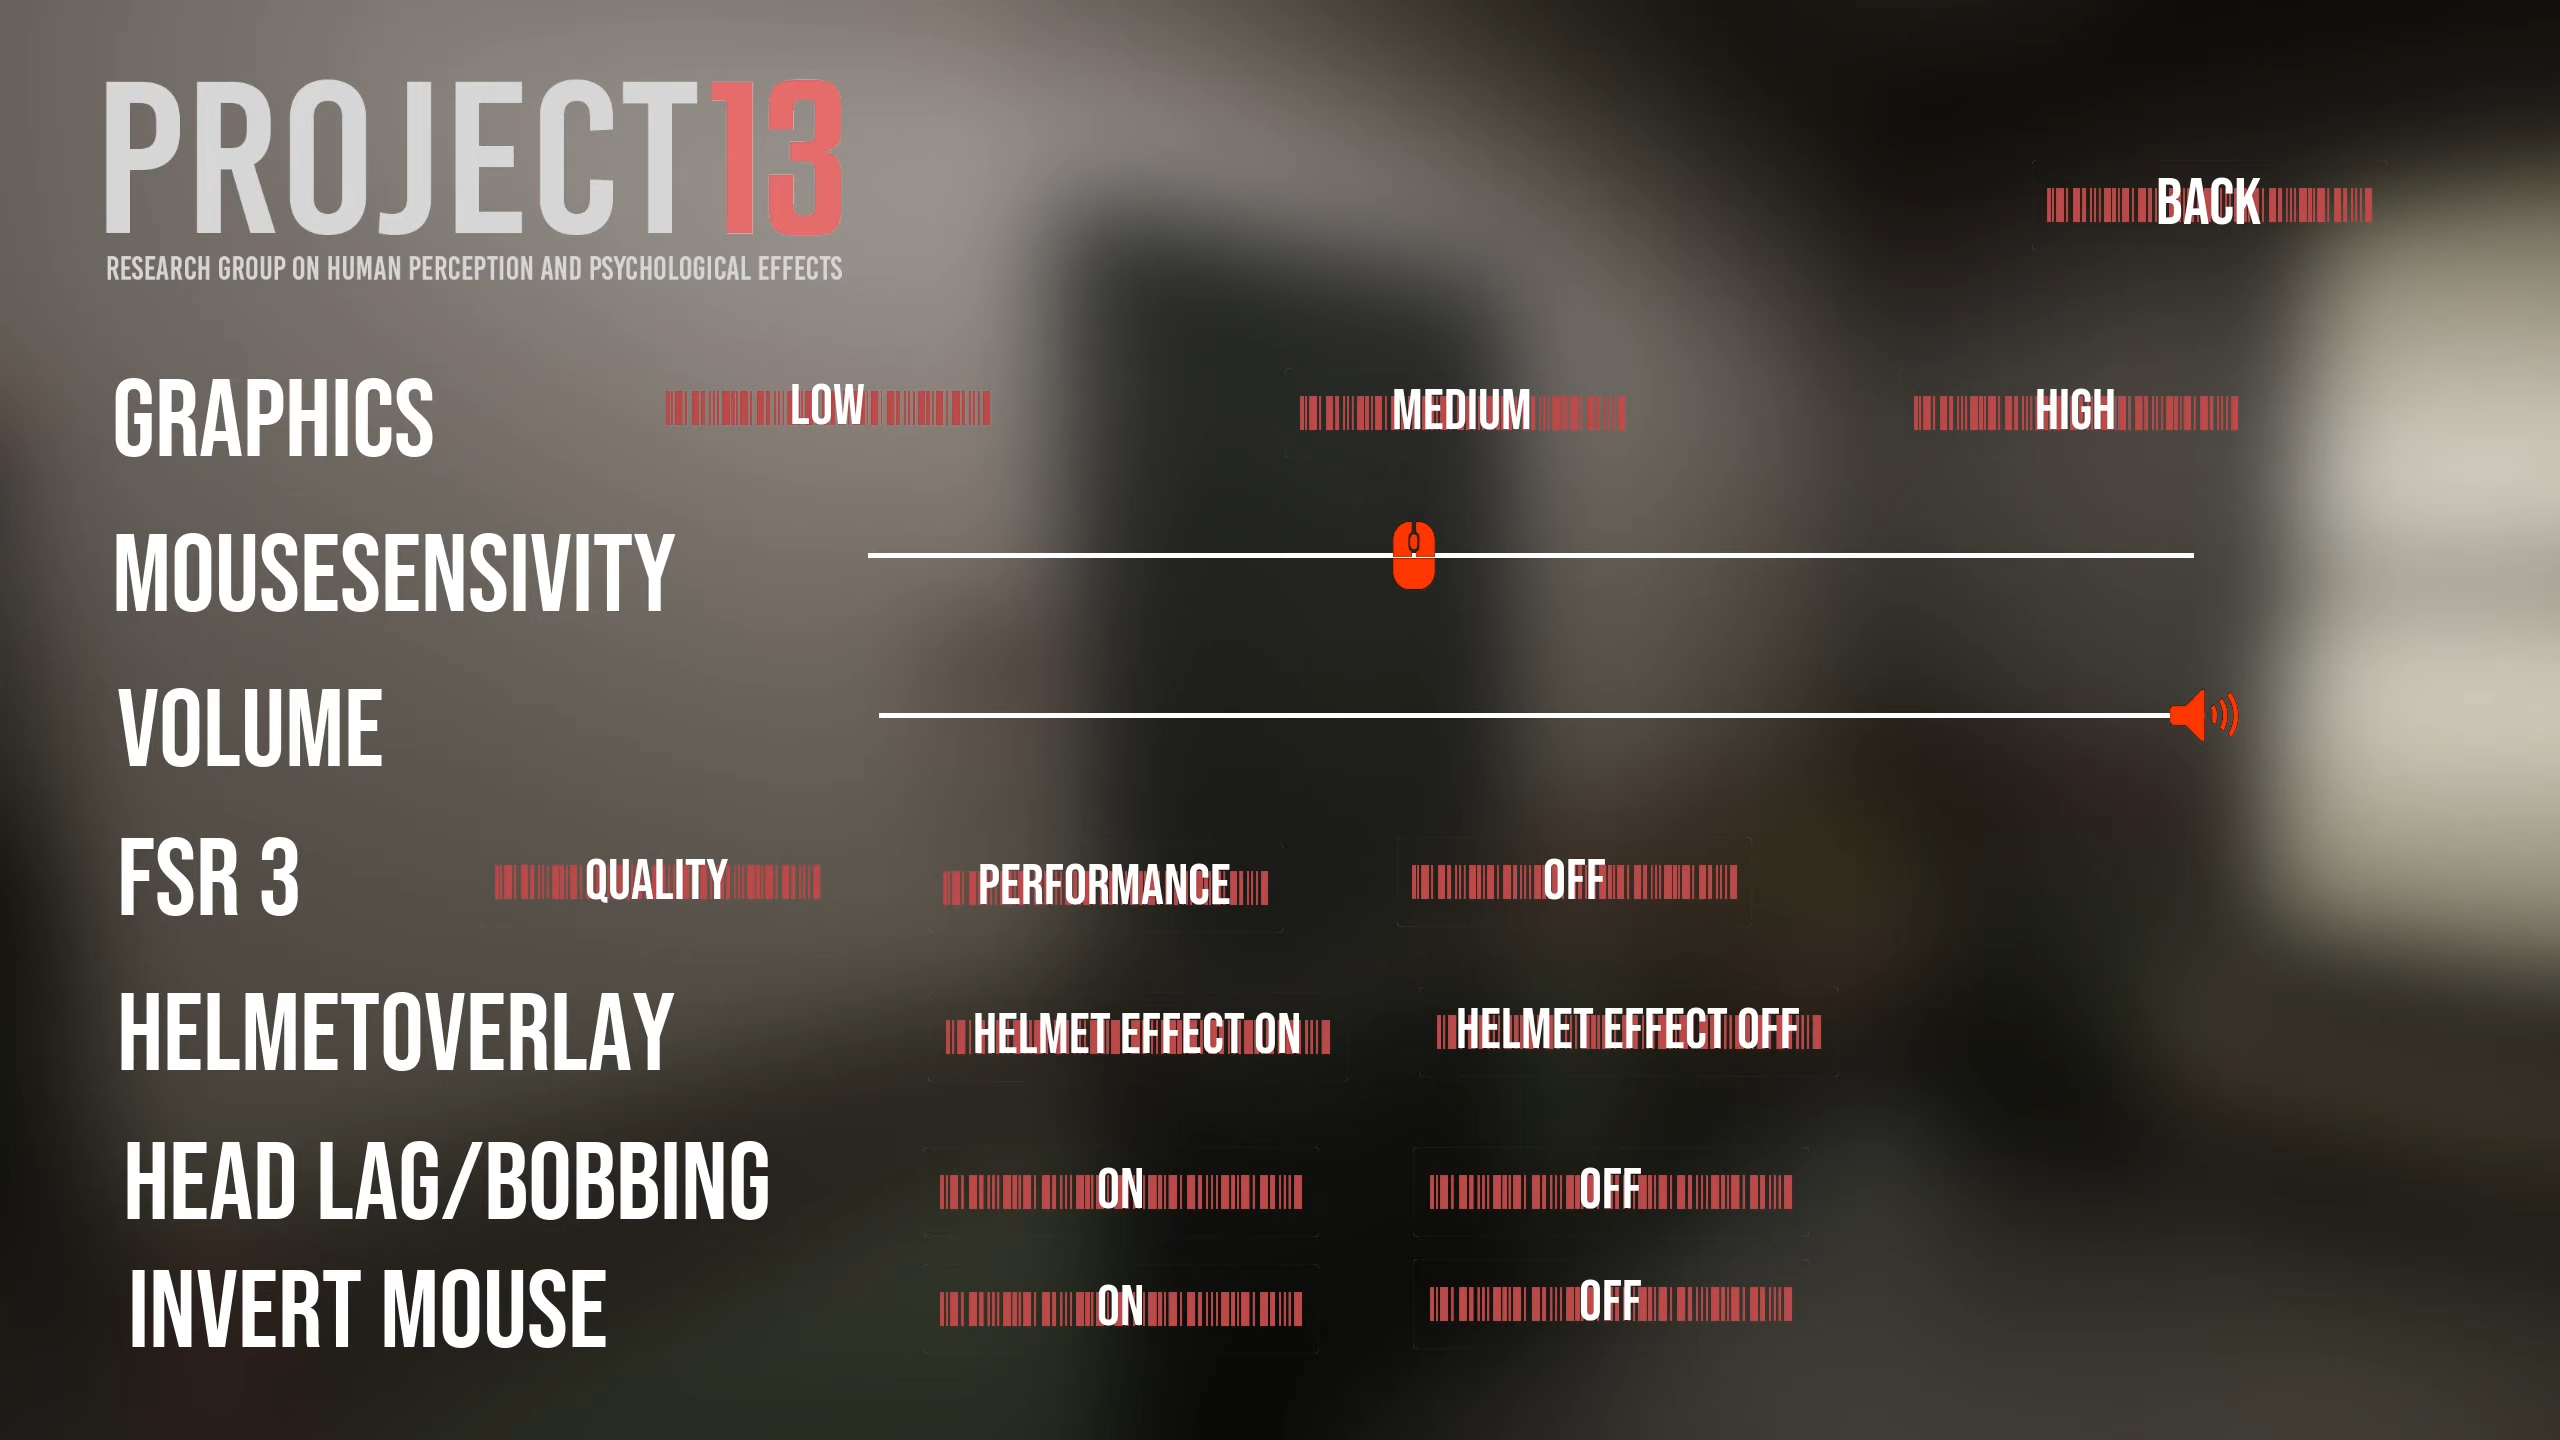 PROJECT13
RESEARCH GROUP ON HUMAN PERCEPTION AND PSYCHOLOGICAL EFFECTS
BACK
GRAPHICS LOW MEDIUM HIGH
MOUSESENSIVITY
VOLUME
FSR 3 QUALITY PERFORMANCE OFF
HELMETOVERLAY HELMET EFFECT ON HELMET EFFECT OFF
HEAD LAG/BOBBING ON OFF
INVERT MOUSE ON OFF